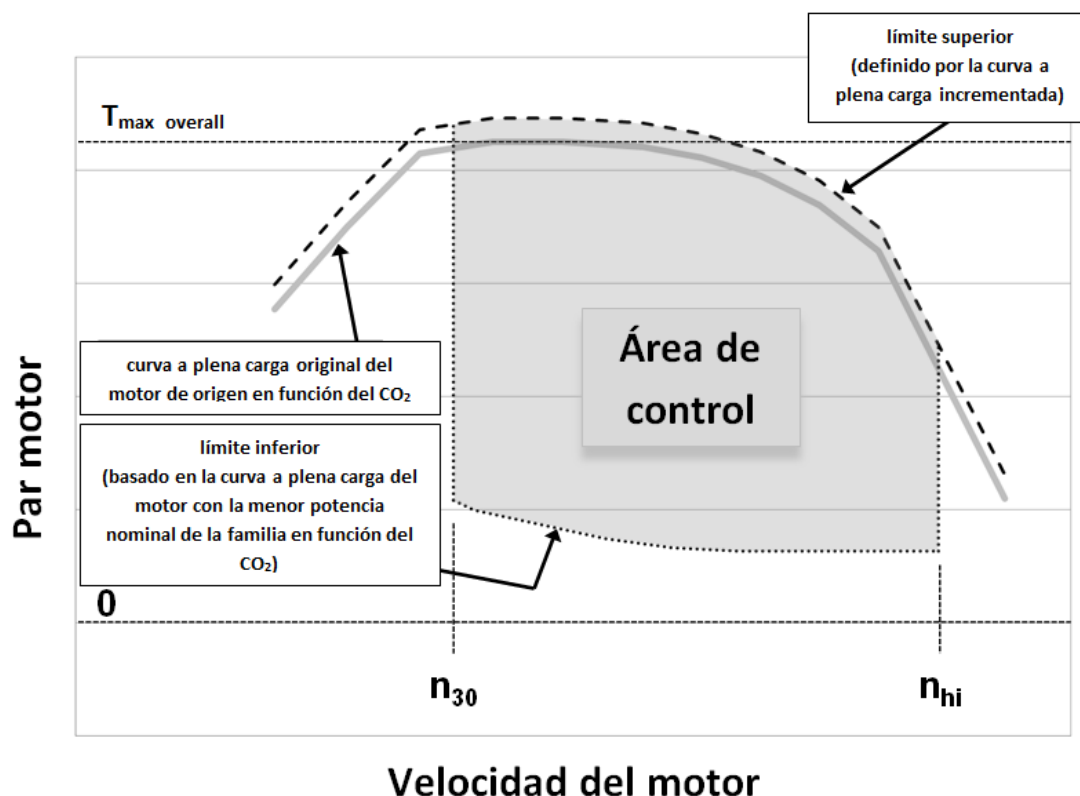 límite superior
(definido por la curva a
plena carga incrementada)
Tmax overall
Área de
control
curva a plena carga original del
motor de origen en función del CO₂
límite inferior
(basado en la curva a plena carga del
motor con la menor potencia
nominal de la familia en función del
CO₂)
Par motor
0
n30
nhi
Velocidad del motor